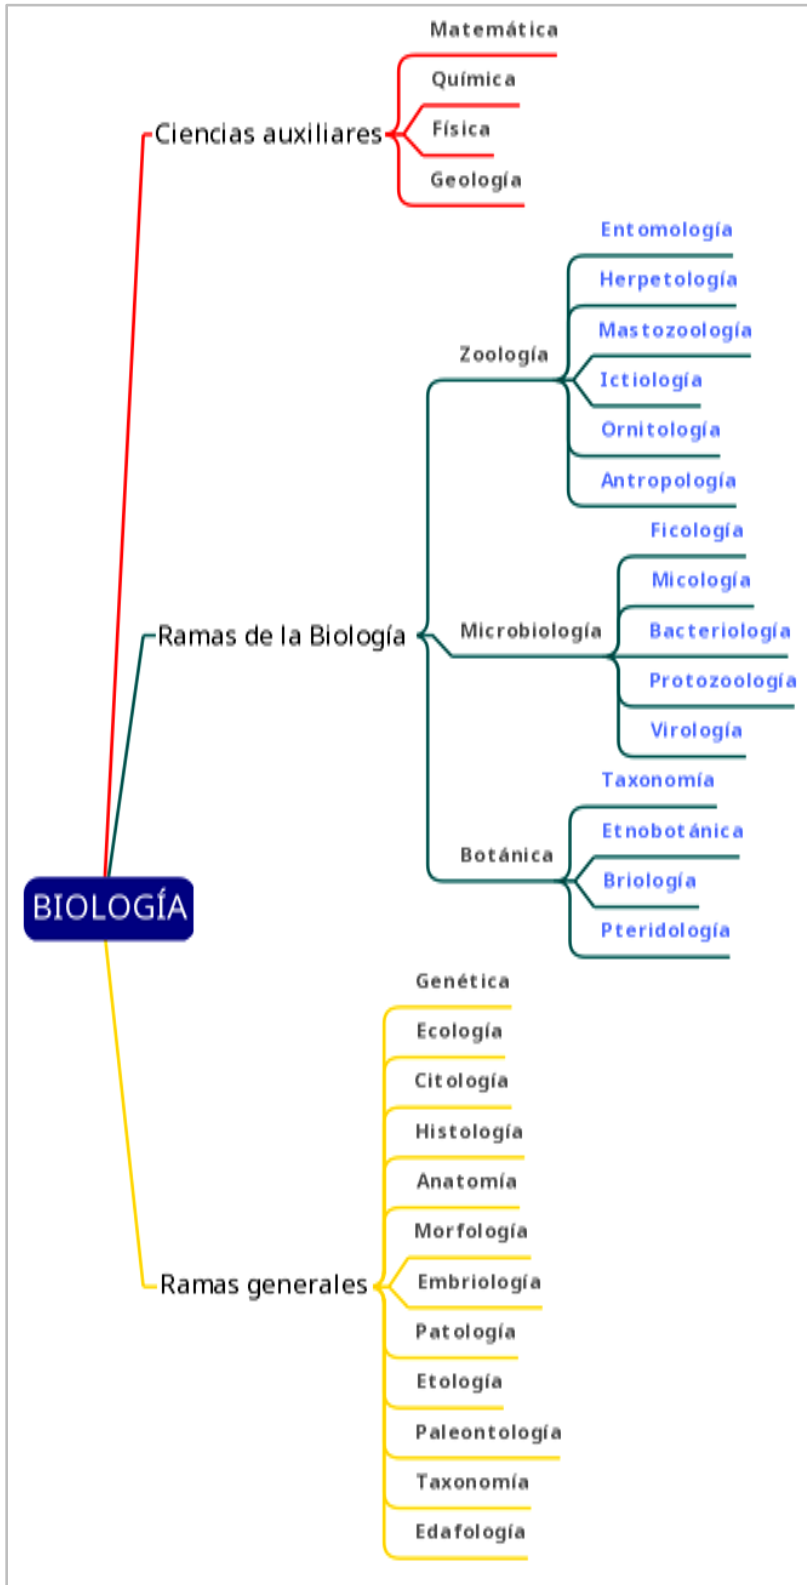 Matemática
Química
Ciencias auxiliares
Física
Geología
Entomología
Herpetología
Mastozoología
Zoología
Ictiología
Ornitología
Antropología
Ficología
Micología
Ramas de la Biología
Microbiología
Bacteriología
Protozoología
Virología
Taxonomía
Etnobotánica
Botánica
Briología
Pteridología
BIOLOGÍA
Genética
Ecología
Citología
Histología
Anatomía
Morfología
Ramas generales
Embriología
Patología
Etología
Paleontología
Taxonomía
Edafología